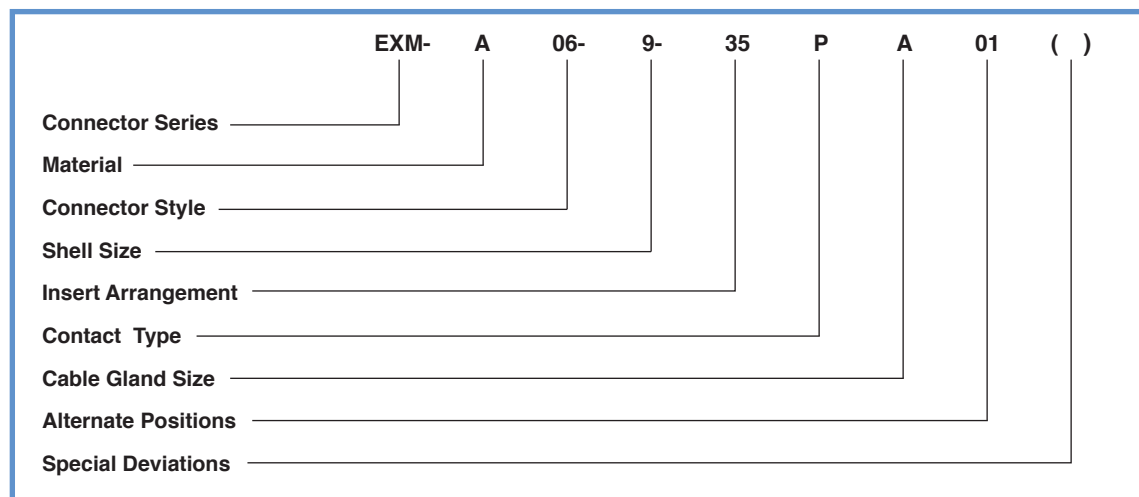 EXM- A 06- 9- 35 P A 01 ( )
Connector Series
Material
Connector Style
Shell Size
Insert Arrangement
Contact Type
Cable Gland Size
Alternate Positions
Special Deviations